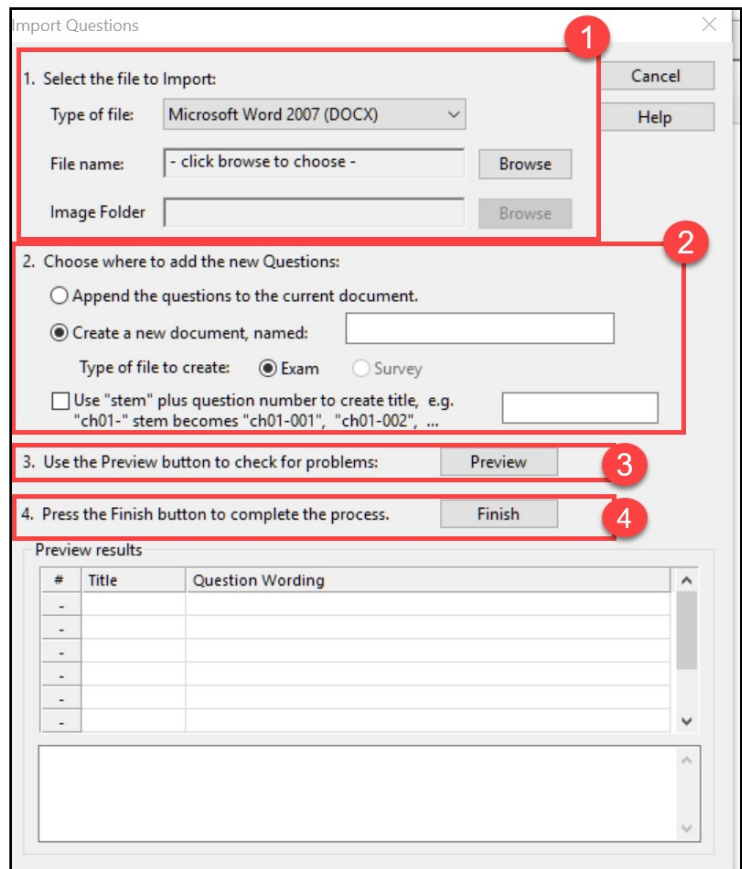 Import Questions
1
1. Select the file to Import:
Cancel
Type of file: Microsoft Word 2007 (DOCX)
Help
File name: - click browse to choose - Browse
Image Folder Browse
2
2. Choose where to add the new Questions:
Append the questions to the current document.
Create a new document, named:
Type of file to create: Exam Survey
Use "stem" plus question number to create title, e.g.
"ch01-" stem becomes "ch01-001", "ch01-002", ...
3. Use the Preview button to check for problems: Preview 3
4. Press the Finish button to complete the process. Finish 4
Preview results
# Title Question Wording
-
-
-
-
-
-